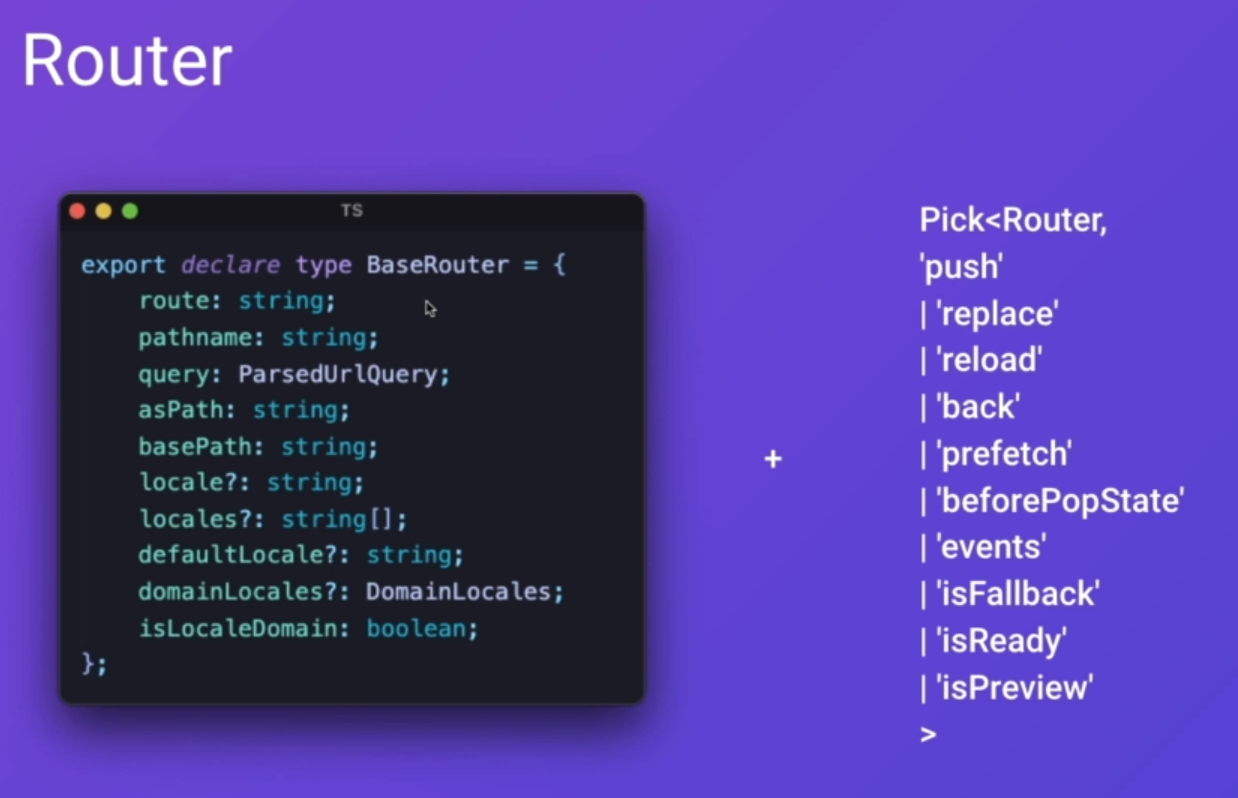 Router
TS
export declare type BaseRouter = {
route: string;
pathname: string;
query: ParsedUrlQuery;
asPath: string;
basePath: string;
locale?: string;
locales?: string[];
defaultLocale?: string;
domainLocales?: DomainLocales;
isLocaleDomain: boolean;
};
+
Pick<Router,
'push'
| 'replace'
| 'reload'
| 'back'
| 'prefetch'
| 'beforePopState'
| 'events'
| 'isFallback'
| 'isReady'
| 'isPreview'
>